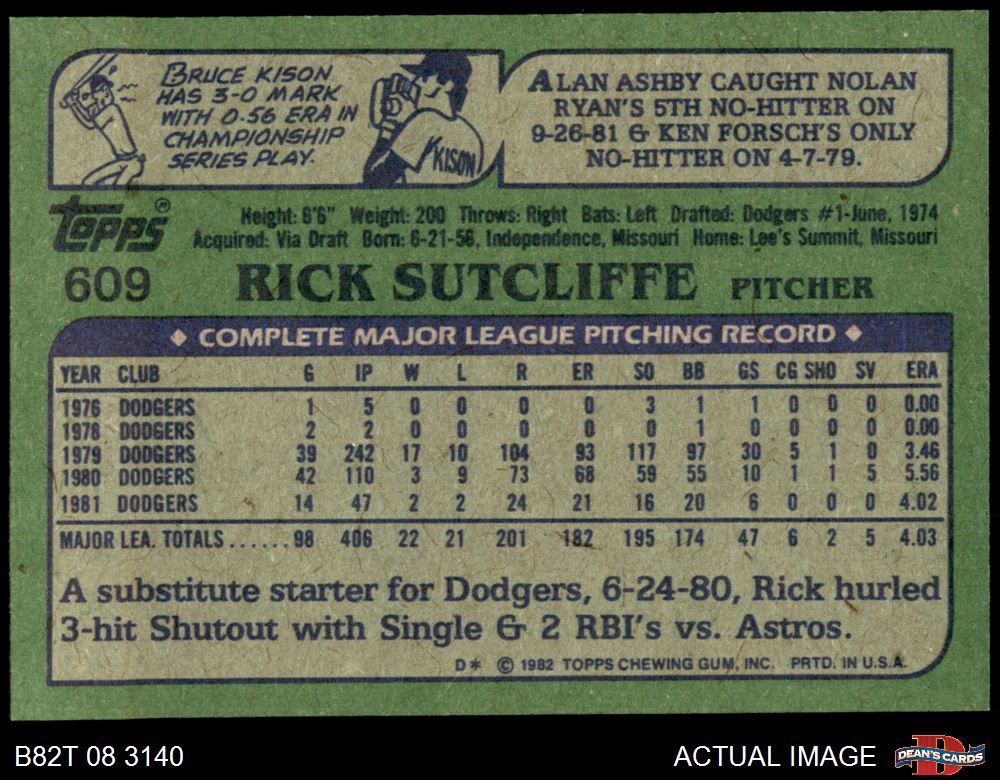 BRUCE KISON
HAS 3-0 MARK
WITH 0.56 ERA IN
CHAMPIONSHIP
SERIES PLAY.
KISON
ALAN ASHBY CAUGHT NOLAN
RYAN'S 5TH NO-HITTER ON
9-26-81 & KEN FORSCH'S ONLY
NO-HITTER ON 4-7-79.
Topps®
Height: 6'6" Weight: 200 Throws: Right Bats: Left Drafted: Dodgers #1-June, 1974
Acquired: Via Draft Born: 6-21-56, Independence, Missouri Home: Lee's Summit, Missouri
609 RICK SUTCLIFFE PITCHER
◆ COMPLETE MAJOR LEAGUE PITCHING RECORD ◆
YEAR CLUB G IP W L R ER SO BB GS CG SHO SV ERA
1976 DODGERS 1 5 0 0 0 0 3 1 1 0 0 0 0.00
1978 DODGERS 2 2 0 0 0 0 0 1 0 0 0 0 0.00
1979 DODGERS 39 242 17 10 104 93 117 97 30 5 1 0 3.46
1980 DODGERS 42 110 3 9 73 68 59 55 10 1 1 5 5.56
1981 DODGERS 14 47 2 2 24 21 16 20 6 0 0 0 4.02
MAJOR LEA. TOTALS......98 406 22 21 201 182 195 174 47 6 2 5 4.03
A substitute starter for Dodgers, 6-24-80, Rick hurled
3-hit Shutout with Single & 2 RBI's vs. Astros.
D* © 1982 TOPPS CHEWING GUM, INC. PRTD. IN U.S.A.
B82T 08 3140
ACTUAL IMAGE
D
DEAN'S CARDS